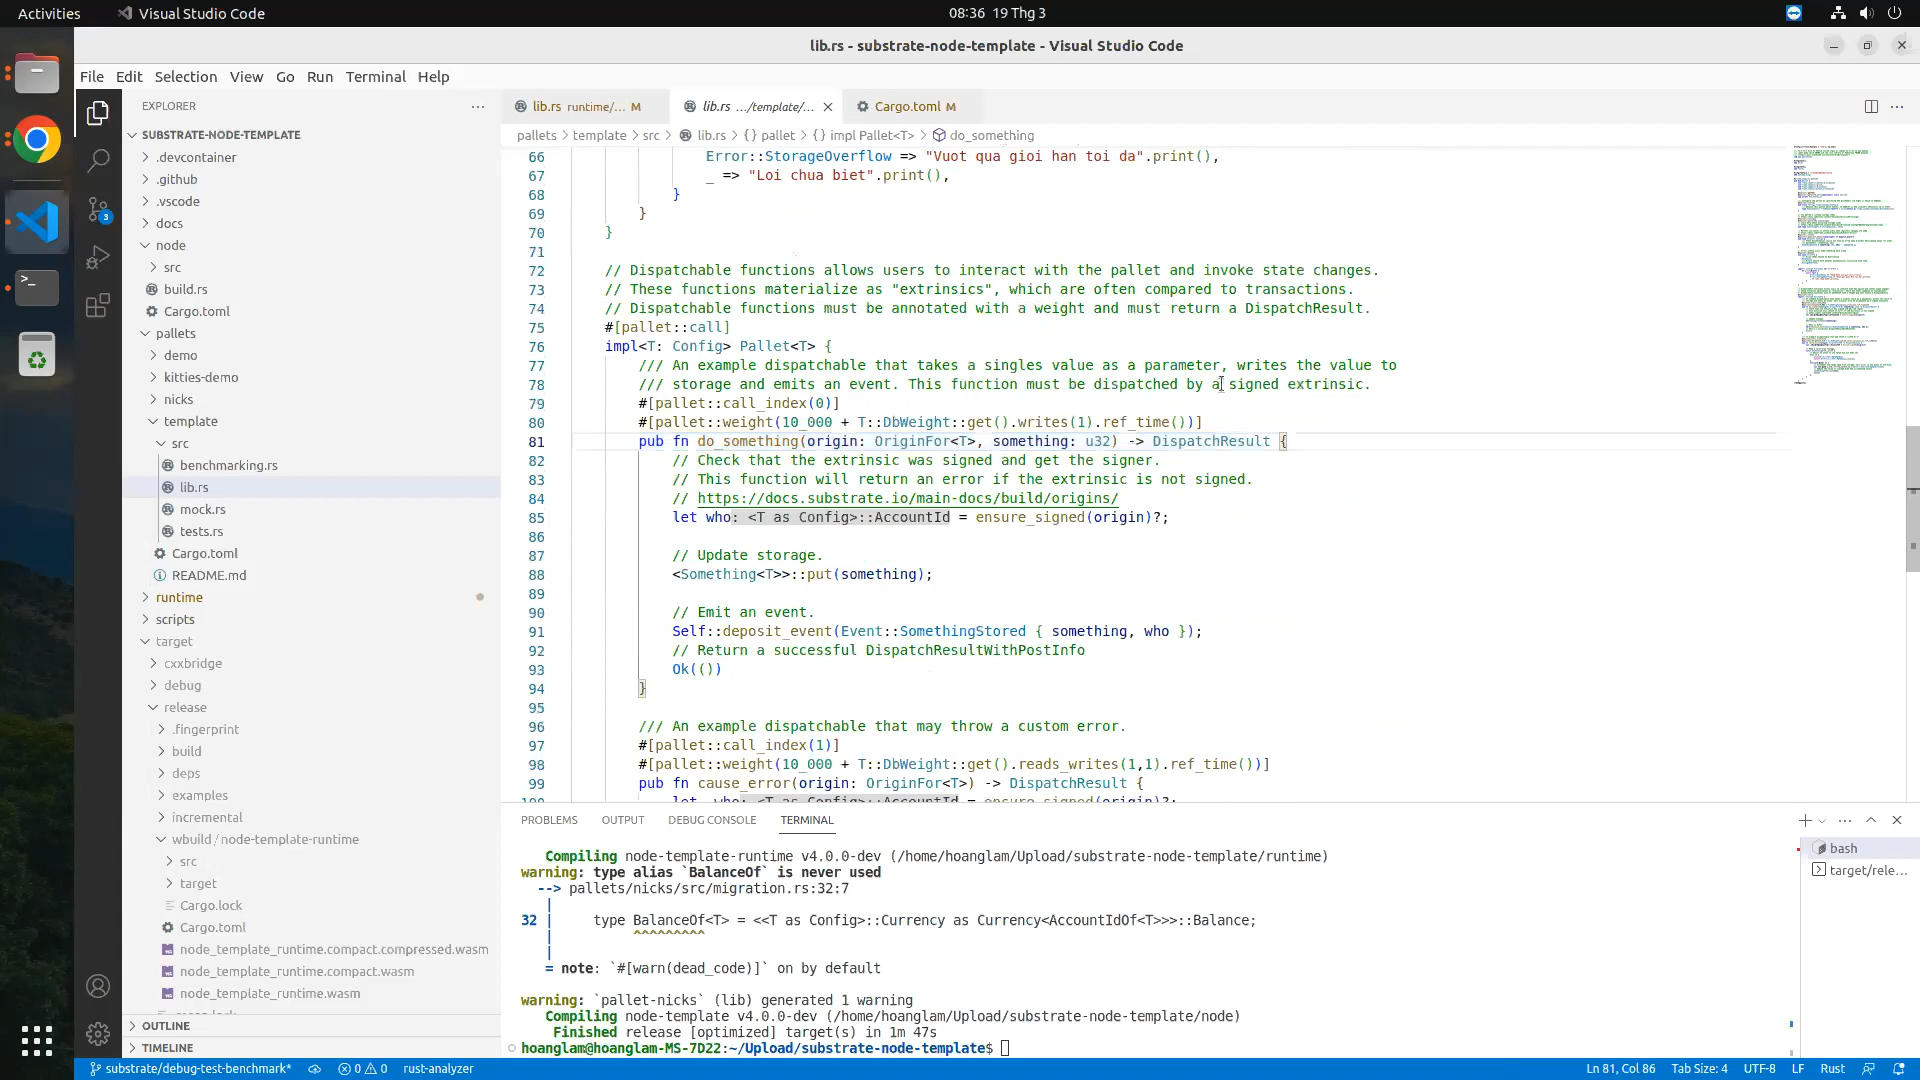 Activities
Visual Studio Code
08:36 19 Thg 3
lib.rs - substrate-node-template - Visual Studio Code
File Edit Selection View Go Run Terminal Help
EXPLORER
SUBSTRATE-NODE-TEMPLATE
.devcontainer
.github
.vscode
docs
node
src
build.rs
Cargo.toml
pallets
demo
kitties-demo
nicks
template
src
benchmarking.rs
lib.rs
mock.rs
tests.rs
Cargo.toml
README.md
runtime
scripts
target
cxxbridge
debug
release
.fingerprint
build
deps
examples
incremental
wbuild / node-template-runtime
src
target
Cargo.lock
Cargo.toml
node_template_runtime.compact.compressed.wasm
node_template_runtime.compact.wasm
node_template_runtime.wasm
OUTLINE
TIMELINE
3
lib.rs runtime/... M
lib.rs .../template/...
Cargo.toml M
pallets > template > src > lib.rs > {} pallet > {} impl Pallet<T> > do_something
66 Error::StorageOverflow => "Vuot qua gioi han toi da".print(),
67 _ => "Loi chua biet".print(),
68 }
69 }
70 }
71
72 // Dispatchable functions allows users to interact with the pallet and invoke state changes.
73 // These functions materialize as "extrinsics", which are often compared to transactions.
74 // Dispatchable functions must be annotated with a weight and must return a DispatchResult.
75 #[pallet::call]
76 impl<T: Config> Pallet<T> {
77 /// An example dispatchable that takes a singles value as a parameter, writes the value to
78 /// storage and emits an event. This function must be dispatched by a signed extrinsic.
79 #[pallet::call_index(0)]
80 #[pallet::weight(10_000 + T::DbWeight::get().writes(1).ref_time())]
81 pub fn do_something(origin: OriginFor<T>, something: u32) -> DispatchResult {
82 // Check that the extrinsic was signed and get the signer.
83 // This function will return an error if the extrinsic is not signed.
84 // https://docs.substrate.io/main-docs/build/origins/
85 let who: <T as Config>::AccountId = ensure_signed(origin)?;
86
87 // Update storage.
88 <Something<T>>::put(something);
89
90 // Emit an event.
91 Self::deposit_event(Event::SomethingStored { something, who });
92 // Return a successful DispatchResultWithPostInfo
93 Ok(())
94 }
95
96 /// An example dispatchable that may throw a custom error.
97 #[pallet::call_index(1)]
98 #[pallet::weight(10_000 + T::DbWeight::get().reads_writes(1,1).ref_time())]
99 pub fn cause_error(origin: OriginFor<T>) -> DispatchResult {
100 let _who: <T as Config>::AccountId = ensure_signed(origin)?;
PROBLEMS OUTPUT DEBUG CONSOLE TERMINAL
Compiling node-template-runtime v4.0.0-dev (/home/hoanglam/Upload/substrate-node-template/runtime)
warning: type alias `BalanceOf` is never used
--> pallets/nicks/src/migration.rs:32:7
|
32 | type BalanceOf<T> = <<T as Config>::Currency as Currency<AccountIdOf<T>>>::Balance;
| ^^^^^^^^^
|
= note: `#[warn(dead_code)]` on by default
warning: `pallet-nicks` (lib) generated 1 warning
Compiling node-template v4.0.0-dev (/home/hoanglam/Upload/substrate-node-template/node)
Finished release [optimized] target(s) in 1m 47s
hoanglam@hoanglam-MS-7D22:~/Upload/substrate-node-template$
bash
target/rele...
substrate/debug-test-benchmark* 0 0 rust-analyzer
Ln 81, Col 86 Tab Size: 4 UTF-8 LF Rust